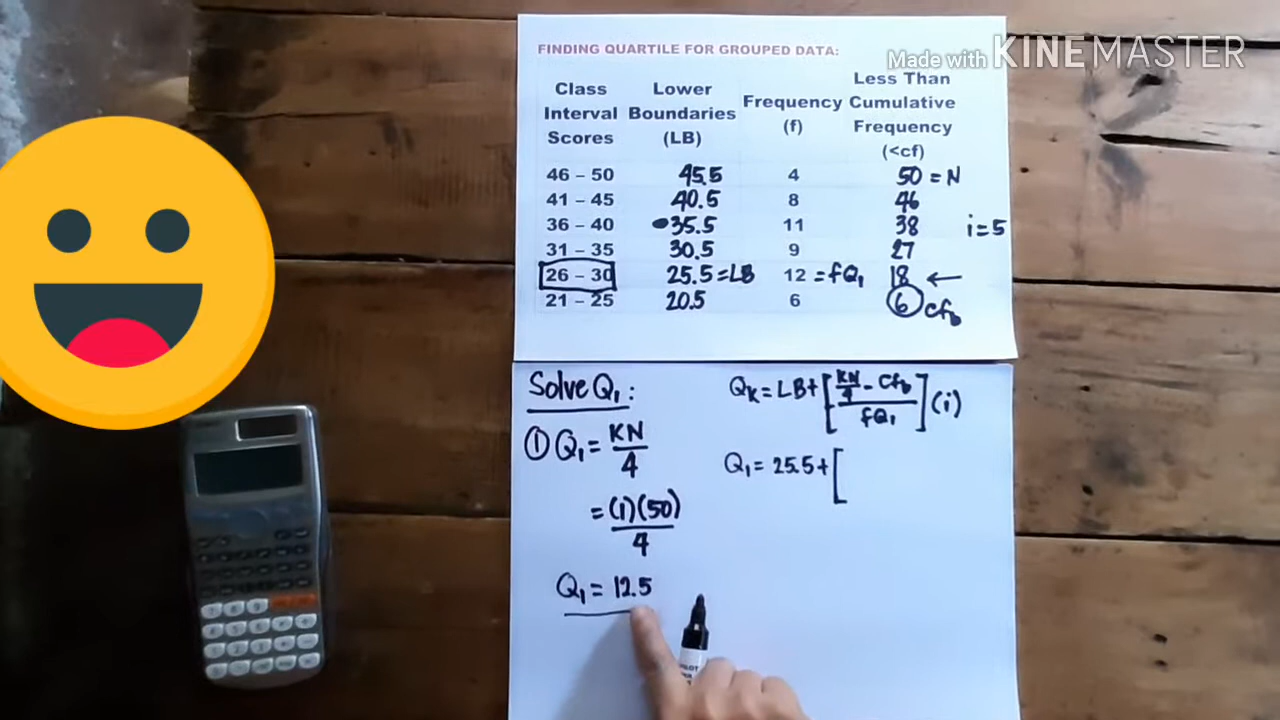 Made with KINEMASTER
FINDING QUARTILE FOR GROUPED DATA:
Class Interval Scores
Lower Boundaries (LB)
Frequency (f)
Less Than Cumulative Frequency (<cf)
46 – 50 45.5 4 50 = N
41 – 45 40.5 8 46
36 – 40 35.5 11 38 i=5
31 – 35 30.5 9 27
26 – 30 25.5=LB 12 =fQ₁ 18 ←
21 – 25 20.5 6 6 cfb
Solve Q₁:
① Q₁ = KN/4
= (1)(50)/4
Q₁ = 12.5
QK = LB+ [(KN/4 - cfb)/fQ₁] (i)
Q₁ = 25.5 + [